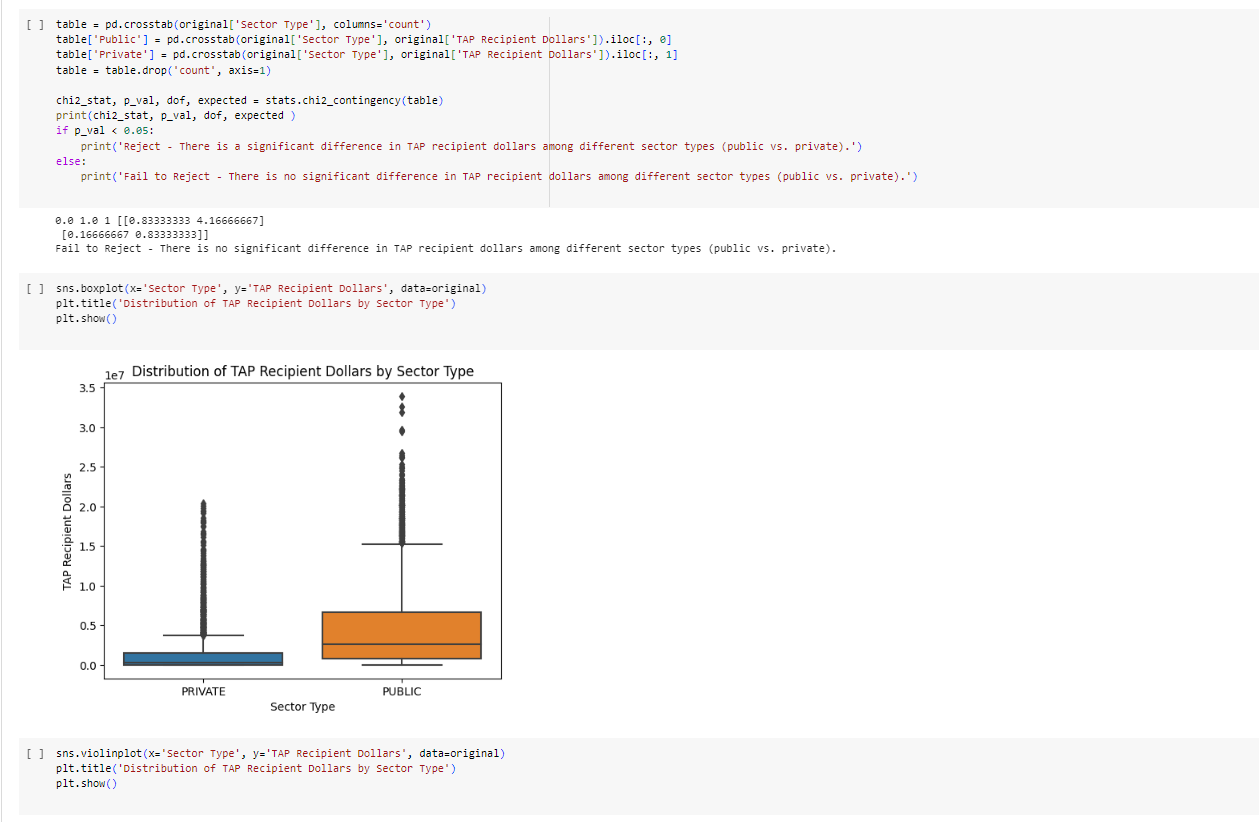 [ ] table = pd.crosstab(original['Sector Type'], columns='count')
table['Public'] = pd.crosstab(original['Sector Type'], original['TAP Recipient Dollars']).iloc[:, 0]
table['Private'] = pd.crosstab(original['Sector Type'], original['TAP Recipient Dollars']).iloc[:, 1]
table = table.drop('count', axis=1)
chi2_stat, p_val, dof, expected = stats.chi2_contingency(table)
print(chi2_stat, p_val, dof, expected )
if p_val < 0.05:
    print('Reject - There is a significant difference in TAP recipient dollars among different sector types (public vs. private).')
else:
    print('Fail to Reject - There is no significant difference in TAP recipient dollars among different sector types (public vs. private).')
0.0 1.0 1 [[0.83333333 4.16666667]
 [0.16666667 0.83333333]]
Fail to Reject - There is no significant difference in TAP recipient dollars among different sector types (public vs. private).
[ ] sns.boxplot(x='Sector Type', y='TAP Recipient Dollars', data=original)
plt.title('Distribution of TAP Recipient Dollars by Sector Type')
plt.show()
1e7 Distribution of TAP Recipient Dollars by Sector Type
3.5
3.0
2.5
2.0
1.5
1.0
0.5
0.0
TAP Recipient Dollars
PRIVATE PUBLIC
Sector Type
[ ] sns.violinplot(x='Sector Type', y='TAP Recipient Dollars', data=original)
plt.title('Distribution of TAP Recipient Dollars by Sector Type')
plt.show()